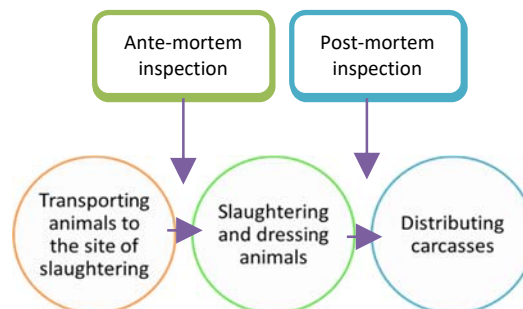 Ante-mortem
inspection
Post-mortem
inspection
Transporting
animals to
the site of
slaughtering
Slaughtering
and dressing
animals
Distributing
carcasses